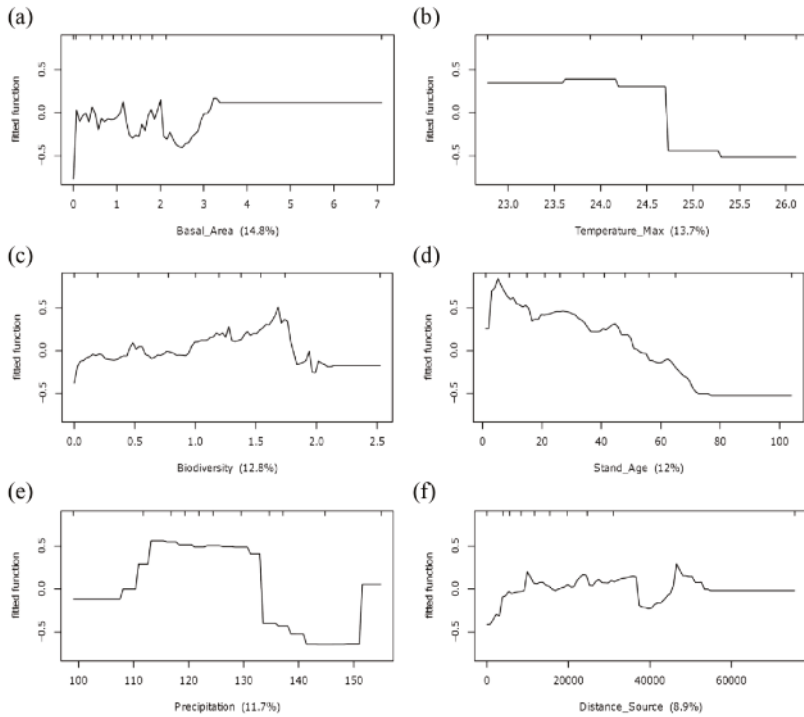 (a)
(b)
fitted function
0.5
0.0
-0.5
0 1 2 3 4 5 6 7
Basal_Area (14.8%)
fitted function
0.5
0.0
-0.5
23.0 23.5 24.0 24.5 25.0 25.5 26.0
Temperature_Max (13.7%)
(c)
(d)
fitted function
0.5
0.0
-0.5
0.0 0.5 1.0 1.5 2.0 2.5
Biodiversity (12.8%)
fitted function
0.5
0.0
-0.5
0 20 40 60 80 100
Stand_Age (12%)
(e)
(f)
fitted function
0.5
0.0
-0.5
100 110 120 130 140 150
Precipitation (11.7%)
fitted function
0.5
0.0
-0.5
0 20000 40000 60000
Distance_Source (8.9%)